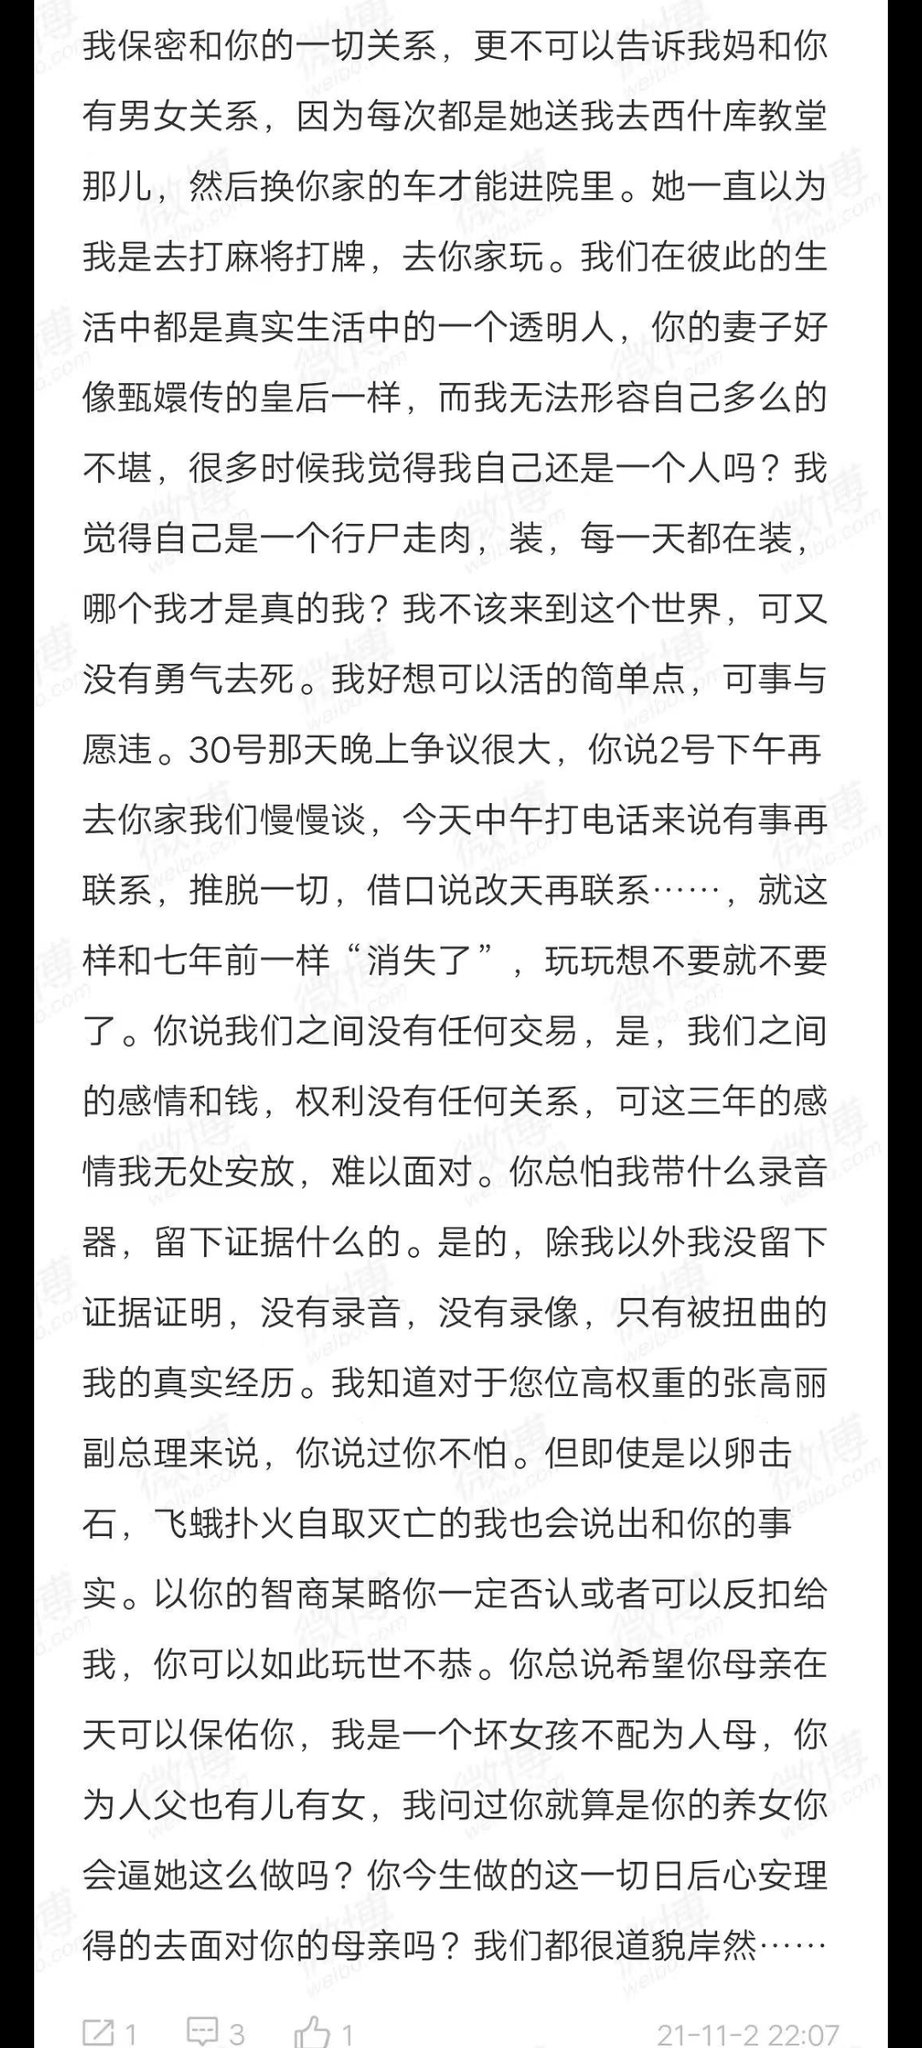 我保密和你的一切关系，更不可以告诉我妈和你
有男女关系，因为每次都是她送我去西什库教堂
那儿，然后换你家的车才能进院里。她一直以为
我是去打麻将打牌，去你家玩。我们在彼此的生
活中都是真实生活中的一个透明人，你的妻子好
像甄嬛传的皇后一样，而我无法形容自己多么的
不堪，很多时候我觉得我自己还是一个人吗？我
觉得自己是一个行尸走肉，装，每一天都在装，
哪个我才是真的我？我不该来到这个世界，可又
没有勇气去死。我好想可以活的简单点，可事与
愿违。30号那天晚上争议很大，你说2号下午再
去你家我们慢慢谈，今天中午打电话来说有事再
联系，推脱一切，借口说改天再联系……，就这
样和七年前一样“消失了”，玩玩想不要就不要
了。你说我们之间没有任何交易，是，我们之间
的感情和钱，权利没有任何关系，可这三年的感
情我无处安放，难以面对。你总怕我带什么录音
器，留下证据什么的。是的，除我以外我没留下
证据证明，没有录音，没有录像，只有被扭曲的
我的真实经历。我知道对于您位高权重的张高丽
副总理来说，你说过你不怕。但即使是以卵击
石，飞蛾扑火自取灭亡的我也会说出和你的事
实。以你的智商某略你一定否认或者可以反扣给
我，你可以如此玩世不恭。你总说希望你母亲在
天可以保佑你，我是一个坏女孩不配为人母，你
为人父也有儿有女，我问过你就算是你的养女你
会逼她这么做吗？你今生做的这一切日后心安理
得的去面对你的母亲吗？我们都很道貌岸然……
1 3 1 21-11-2 22:07
微博
weibo.com